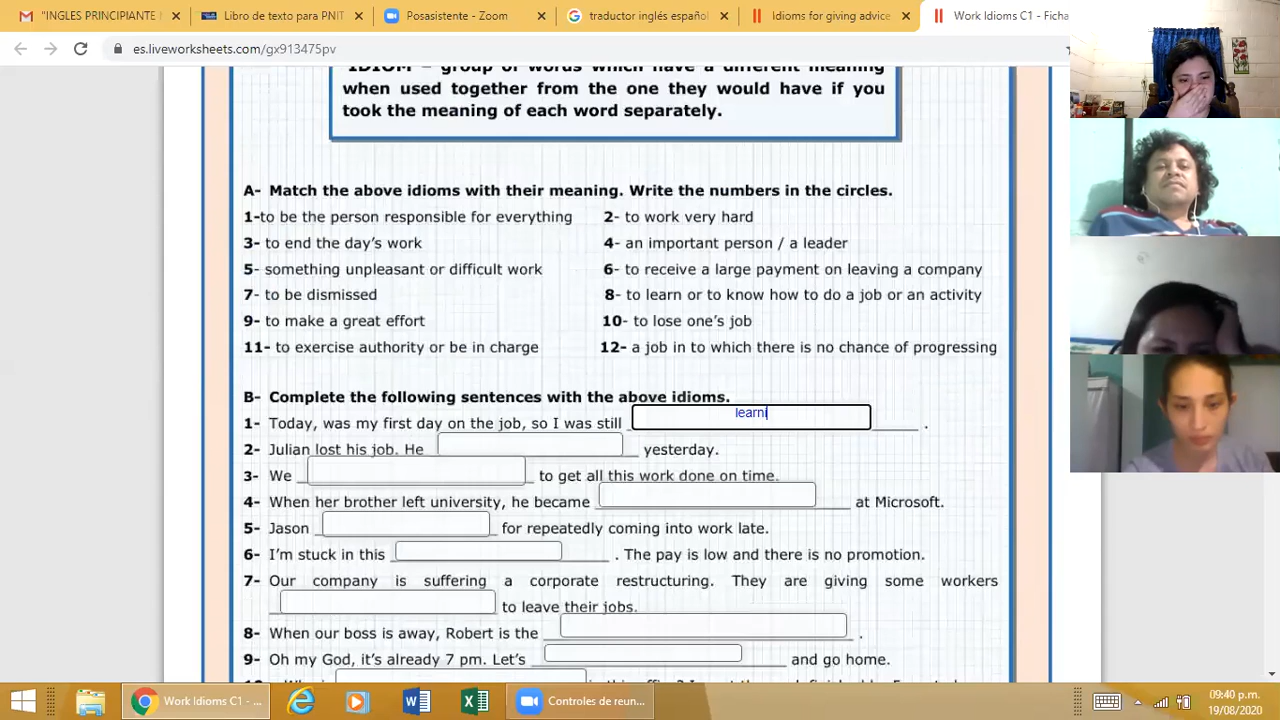 "INGLES PRINCIPIANTE
Libro de texto para PNIT
Posasistente - Zoom
traductor inglés español
Idioms for giving advice
Work Idioms C1 - Ficha
es.liveworksheets.com/gx913475pv
IDIOM = group of words which have a different meaning
when used together from the one they would have if you
took the meaning of each word separately.
A- Match the above idioms with their meaning. Write the numbers in the circles.
1-to be the person responsible for everything 2- to work very hard
3- to end the day's work 4- an important person / a leader
5- something unpleasant or difficult work 6- to receive a large payment on leaving a company
7- to be dismissed 8- to learn or to know how to do a job or an activity
9- to make a great effort 10- to lose one's job
11- to exercise authority or be in charge 12- a job in to which there is no chance of progressing
B- Complete the following sentences with the above idioms.
1- Today, was my first day on the job, so I was still learni .
2- Julian lost his job. He yesterday.
3- We to get all this work done on time.
4- When her brother left university, he became at Microsoft.
5- Jason for repeatedly coming into work late.
6- I'm stuck in this . The pay is low and there is no promotion.
7- Our company is suffering a corporate restructuring. They are giving some workers
to leave their jobs.
8- When our boss is away, Robert is the .
9- Oh my God, it's already 7 pm. Let's and go home.
Work Idioms C1 - ...
Controles de reun...
09:40 p.m.
19/08/2020